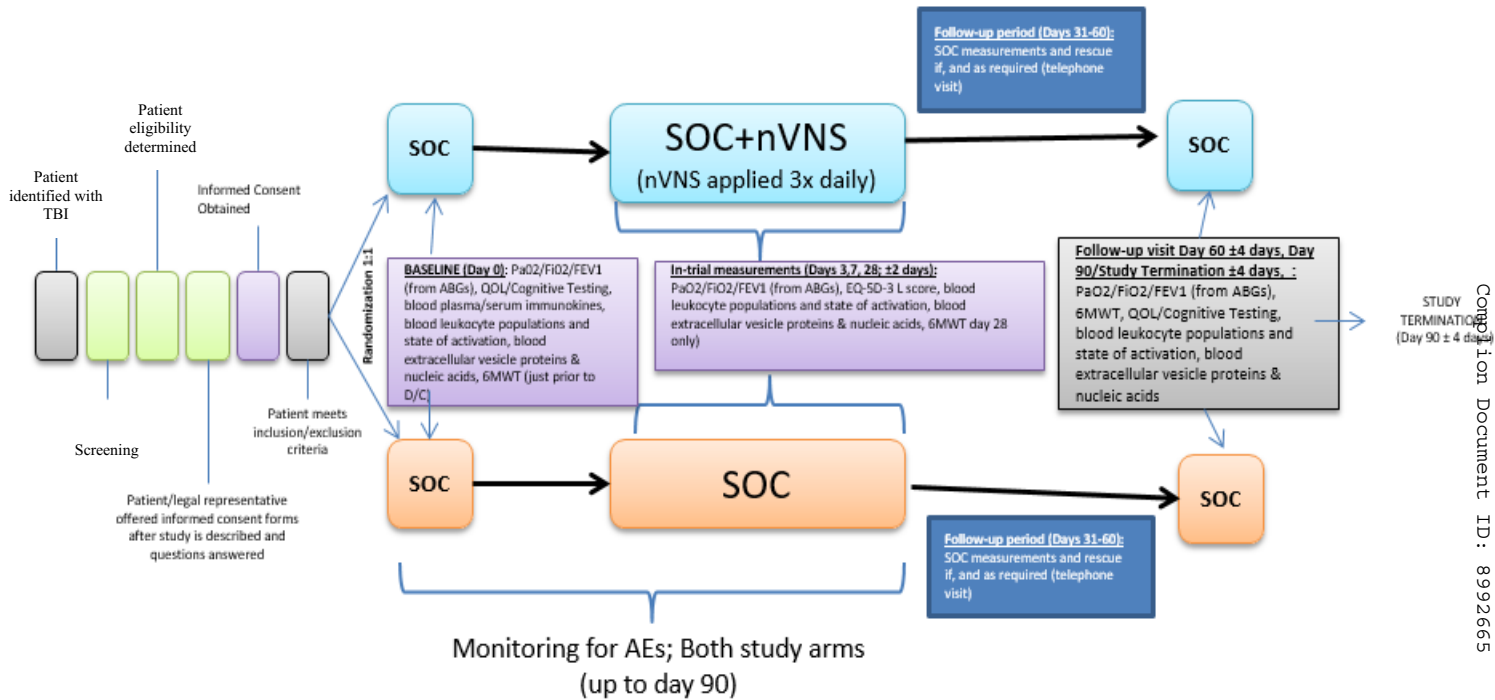 Patient
identified with
TBI
Patient
eligibility
determined
Informed Consent
Obtained
Screening
Patient/legal representative
offered informed consent forms
after study is described and
questions answered
Patient meets
inclusion/exclusion
criteria
Randomization 1:1
SOC
SOC+nVNS
(nVNS applied 3x daily)
Follow-up period (Days 31-60):
SOC measurements and rescue
if, and as required (telephone
visit)
SOC
BASELINE (Day 0): Pa02/Fi02/FEV1
(from ABGs), QOL/Cognitive Testing,
blood plasma/serum immunokines,
blood leukocyte populations and
state of activation, blood
extracellular vesicle proteins &
nucleic acids, 6MWT (just prior to
D/C)
In-trial measurements (Days 3,7, 28; ±2 days):
PaO2/FiO2/FEV1 (from ABGs), EQ-5D-3 L score, blood
leukocyte populations and state of activation, blood
extracellular vesicle proteins & nucleic acids, 6MWT day 28
only)
Follow-up visit Day 60 ±4 days, Day
90/Study Termination ±4 days, :
PaO2/FiO2/FEV1 (from ABGs),
6MWT, QOL/Cognitive Testing,
blood leukocyte populations and
state of activation, blood
extracellular vesicle proteins &
nucleic acids
STUDY
TERMINATION
(Day 90 ± 4 days)
SOC
SOC
SOC
Follow-up period (Days 31-60):
SOC measurements and rescue
if, and as required (telephone
visit)
Monitoring for AEs; Both study arms
(up to day 90)
Complion Document ID: 8992665